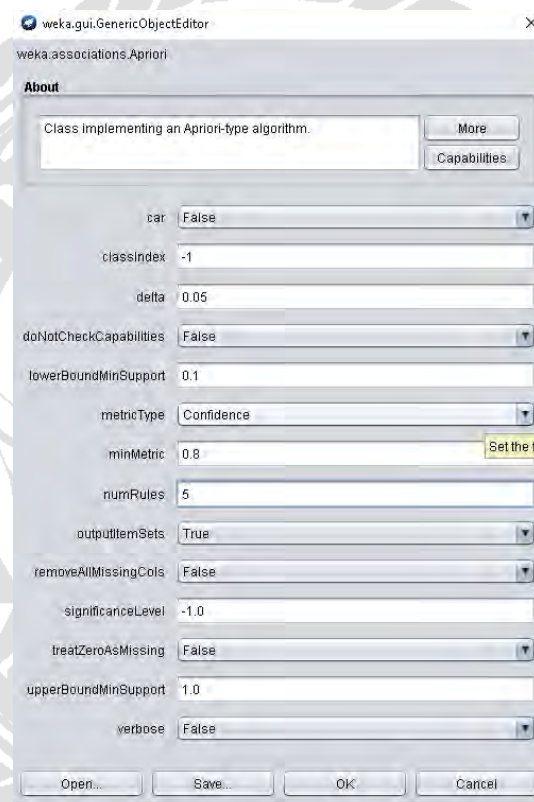 weka.gui.GenericObjectEditor
weka.associations.Apriori
About
Class implementing an Apriori-type algorithm.
More
Capabilities
car False
classIndex -1
delta 0.05
doNotCheckCapabilities False
lowerBoundMinSupport 0.1
metricType Confidence
minMetric 0.8
Set the t
numRules 5
outputItemSets True
removeAllMissingCols False
significanceLevel -1.0
treatZeroAsMissing False
upperBoundMinSupport 1.0
verbose False
Open... Save... OK Cancel